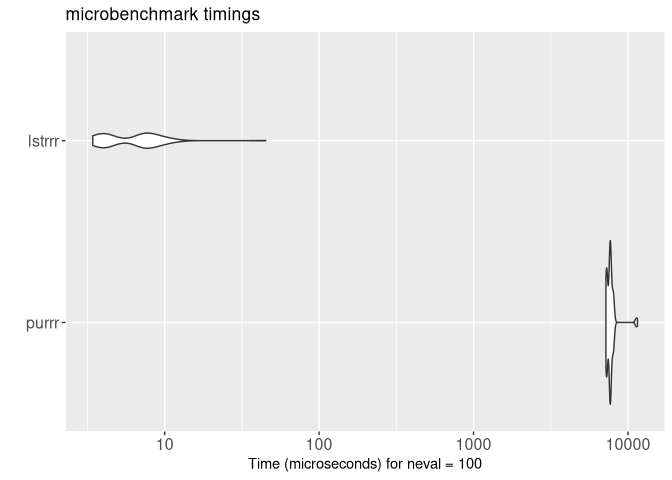 microbenchmark timings
lstrrr
purrr
10
100
1000
10000
Time (microseconds) for neval = 100